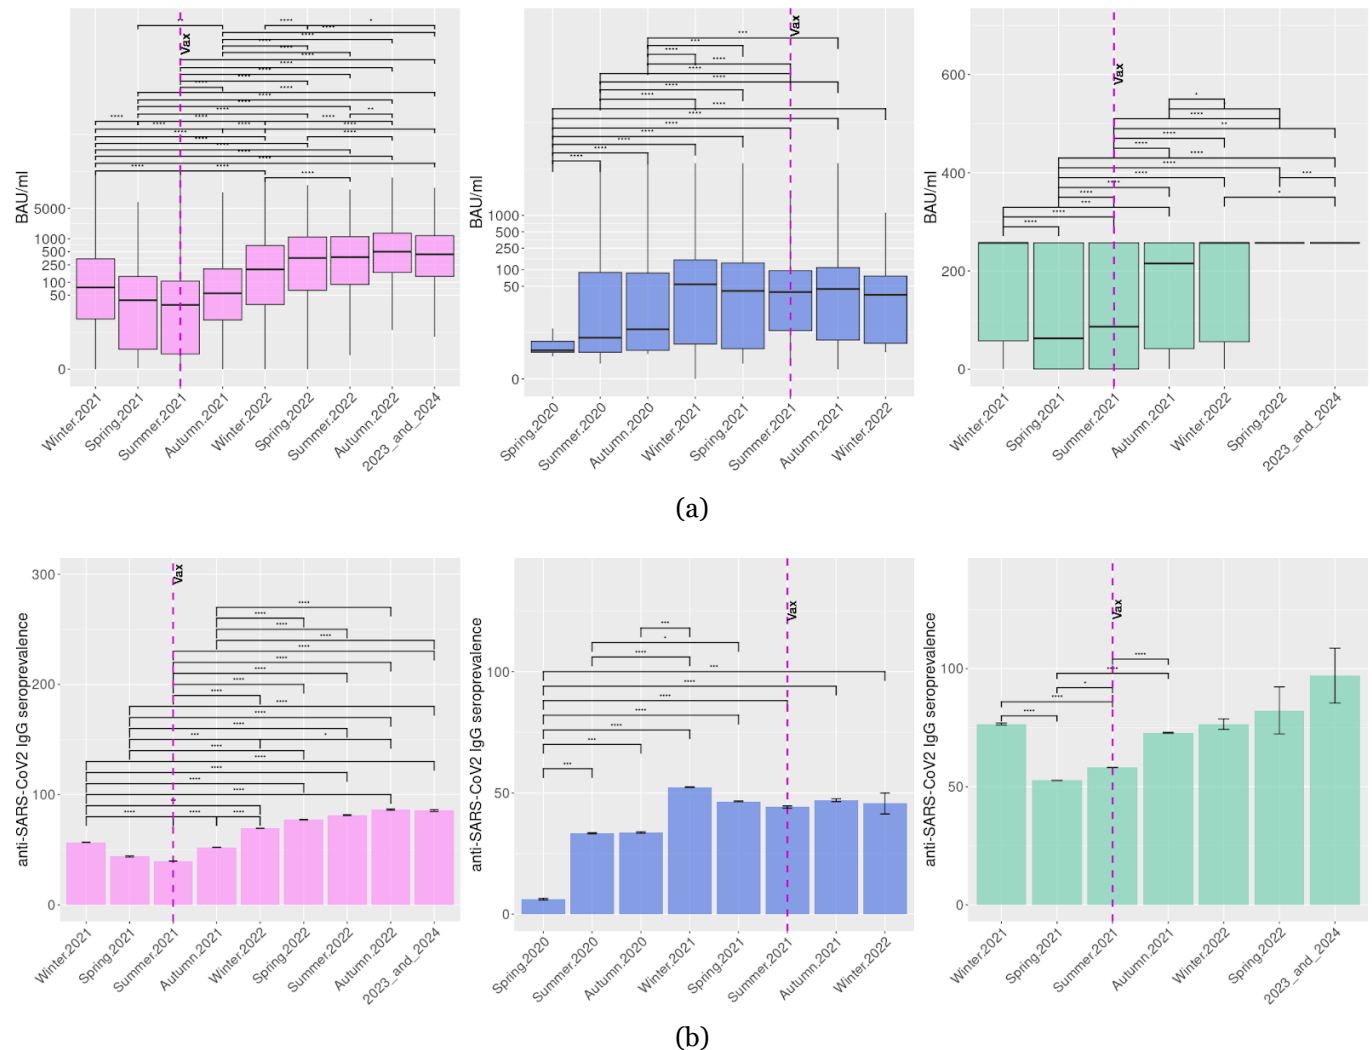 Vax
BAU/ml
5000
1000
500
250
100
50
0
Winter.2021
Spring.2021
Summer.2021
Autumn.2021
Winter.2022
Spring.2022
Summer.2022
Autumn.2022
2023_and_2024
Vax
BAU/ml
1000
500
250
100
50
0
Spring.2020
Summer.2020
Autumn.2020
Winter.2021
Spring.2021
Summer.2021
Autumn.2021
Winter.2022
Vax
BAU/ml
600
400
200
0
Winter.2021
Spring.2021
Summer.2021
Autumn.2021
Winter.2022
Spring.2022
2023_and_2024
(a)
Vax
anti-SARS-CoV2 IgG seroprevalence
300
200
100
0
Winter.2021
Spring.2021
Summer.2021
Autumn.2021
Winter.2022
Spring.2022
Summer.2022
Autumn.2022
2023_and_2024
Vax
anti-SARS-CoV2 IgG seroprevalence
100
50
0
Spring.2020
Summer.2020
Autumn.2020
Winter.2021
Spring.2021
Summer.2021
Autumn.2021
Winter.2022
Vax
anti-SARS-CoV2 IgG seroprevalence
100
50
0
Winter.2021
Spring.2021
Summer.2021
Autumn.2021
Winter.2022
Spring.2022
2023_and_2024
(b)